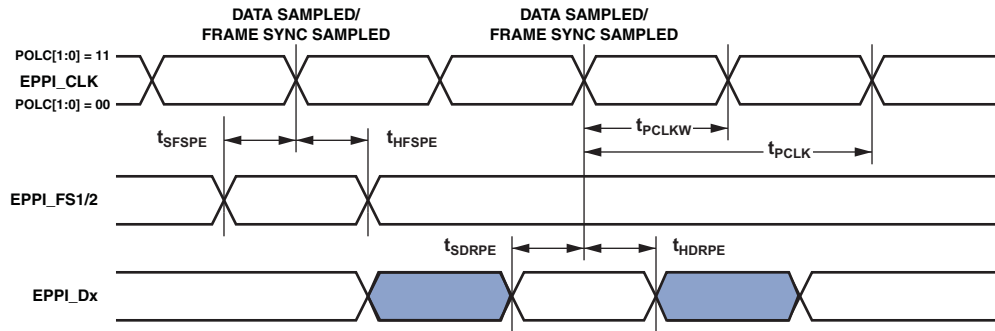 DATA SAMPLED/
FRAME SYNC SAMPLED
DATA SAMPLED/
FRAME SYNC SAMPLED
POLC[1:0] = 11
EPPI_CLK
POLC[1:0] = 00
tSFSPE
tHFSPE
tPCLKW
tPCLK
EPPI_FS1/2
tSDRPE
tHDRPE
EPPI_Dx